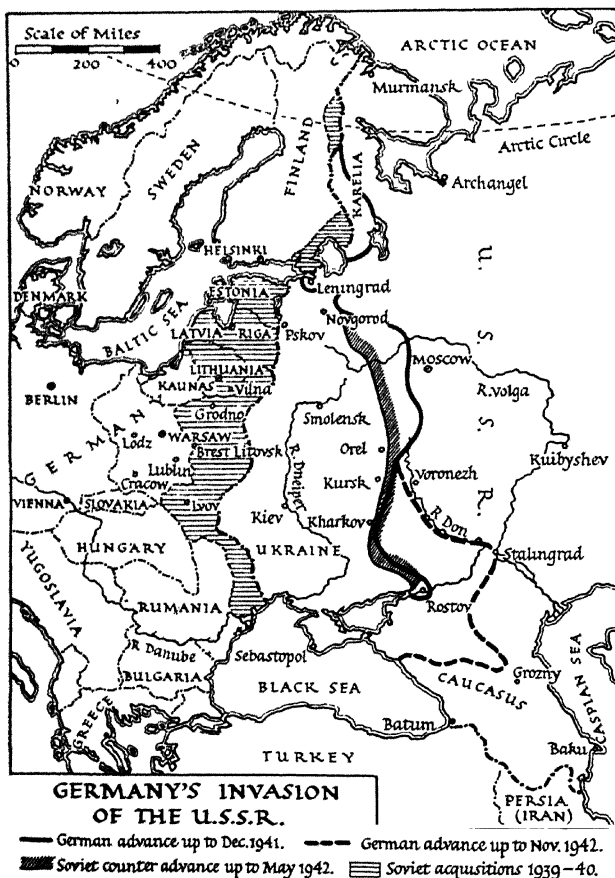 Scale of Miles
0 200 400
ARCTIC OCEAN
Murmansk
Arctic Circle
NORWAY
SWEDEN
FINLAND
KARELIA
Archangel
HELSINKI
Leningrad
U. S. S. R.
DENMARK
BALTIC SEA
ESTONIA
Novgorod
LATVIA
RIGA
Pskov
MOSCOW
LITHUANIA
R. Volga
KAUNAS
Vilna
BERLIN
Grodno
Smolensk
GERMANY
Lodz
WARSAW
Brest Litovsk
R. Dneiper
Orel
Kuibyshev
Lublin
Voronezh
Cracow
Kursk
VIENNA
SLOVAKIA
Lvov
Kiev
Kharkov
R. Don
Stalingrad
HUNGARY
UKRAINE
YUGOSLAVIA
RUMANIA
Rostov
R. Danube
Sebastopol
BULGARIA
BLACK SEA
CAUCASUS
Grozny
CASPIAN SEA
GREECE
Batum
Baku
TURKEY
PERSIA
(IRAN)
GERMANY'S INVASION
OF THE U.S.S.R.
German advance up to Dec. 1941.
German advance up to Nov. 1942.
Soviet counter advance up to May 1942.
Soviet acquisitions 1939-40.